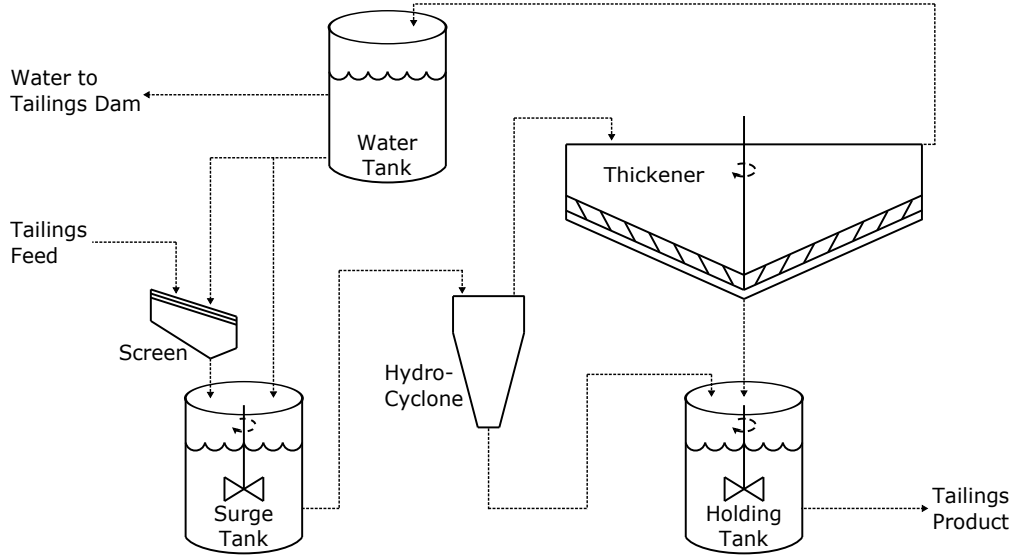 Water to
Tailings Dam
Water
Tank
Thickener
Tailings
Feed
Screen
Hydro-
Cyclone
Surge
Tank
Holding
Tank
Tailings
Product